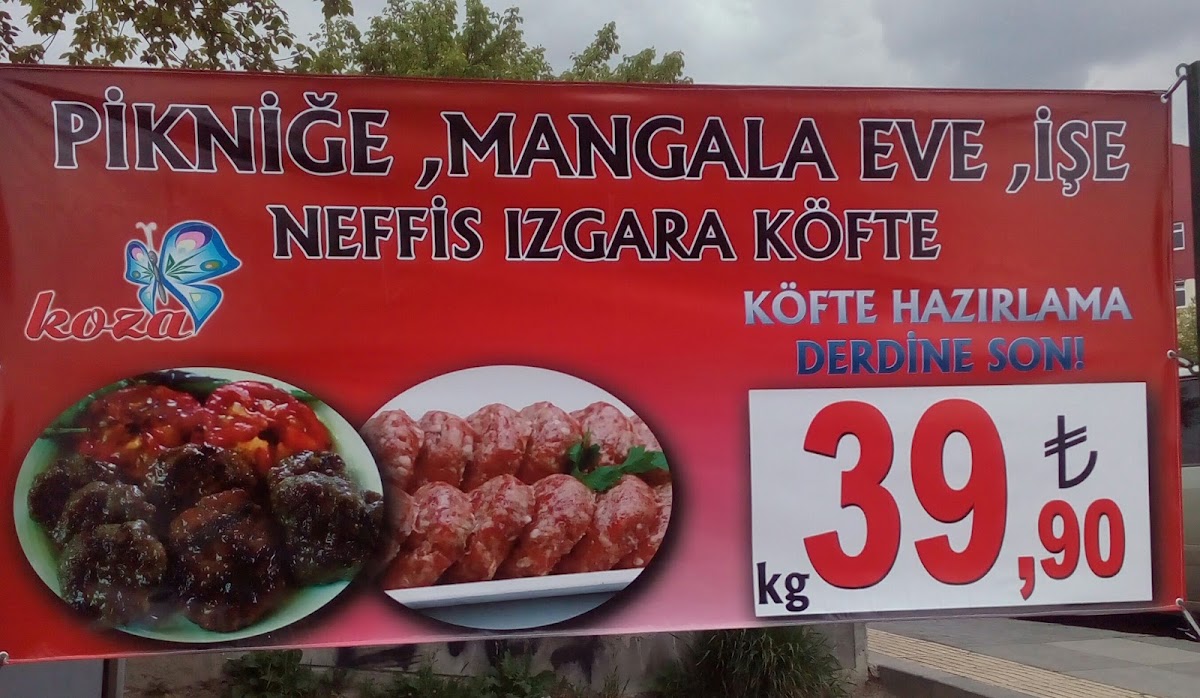 PİKNİĞE ,MANGALA EVE ,İŞE
NEFFİS IZGARA KÖFTE
koza
KÖFTE HAZIRLAMA
DERDİNE SON!
kg 39,90 ₺